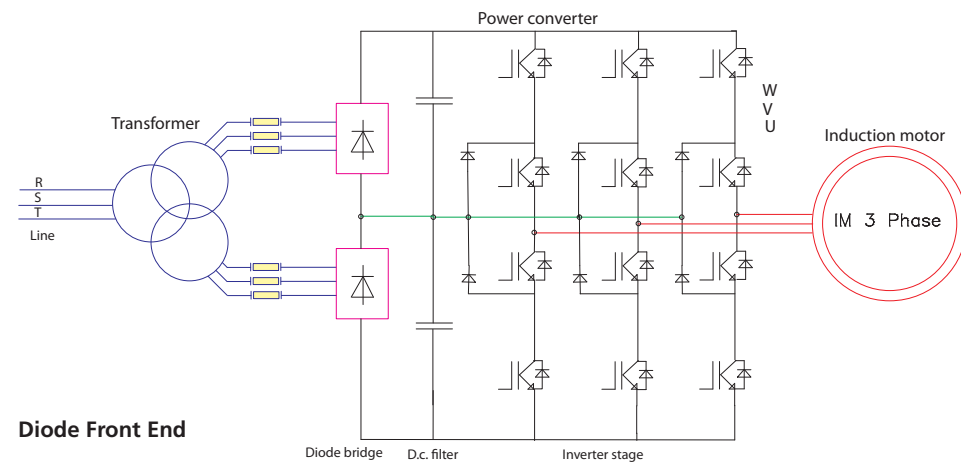 Power converter
W
V
U
Transformer
Induction motor
R
S
T
Line
IM 3 Phase
Diode Front End
Diode bridge
D.c. filter
Inverter stage